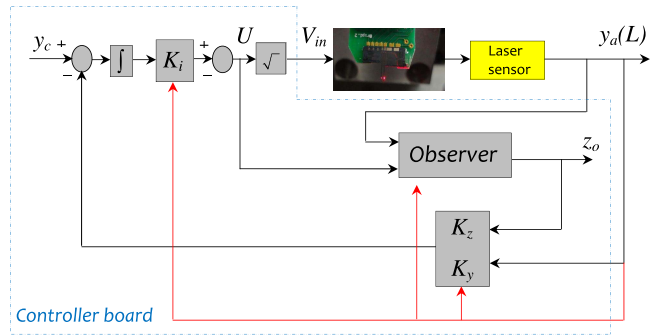 y_c + U V_in y_a(L)
∫ K_i + √ Laser
sensor
− −
Observer z_o
K_z
K_y
Controller board